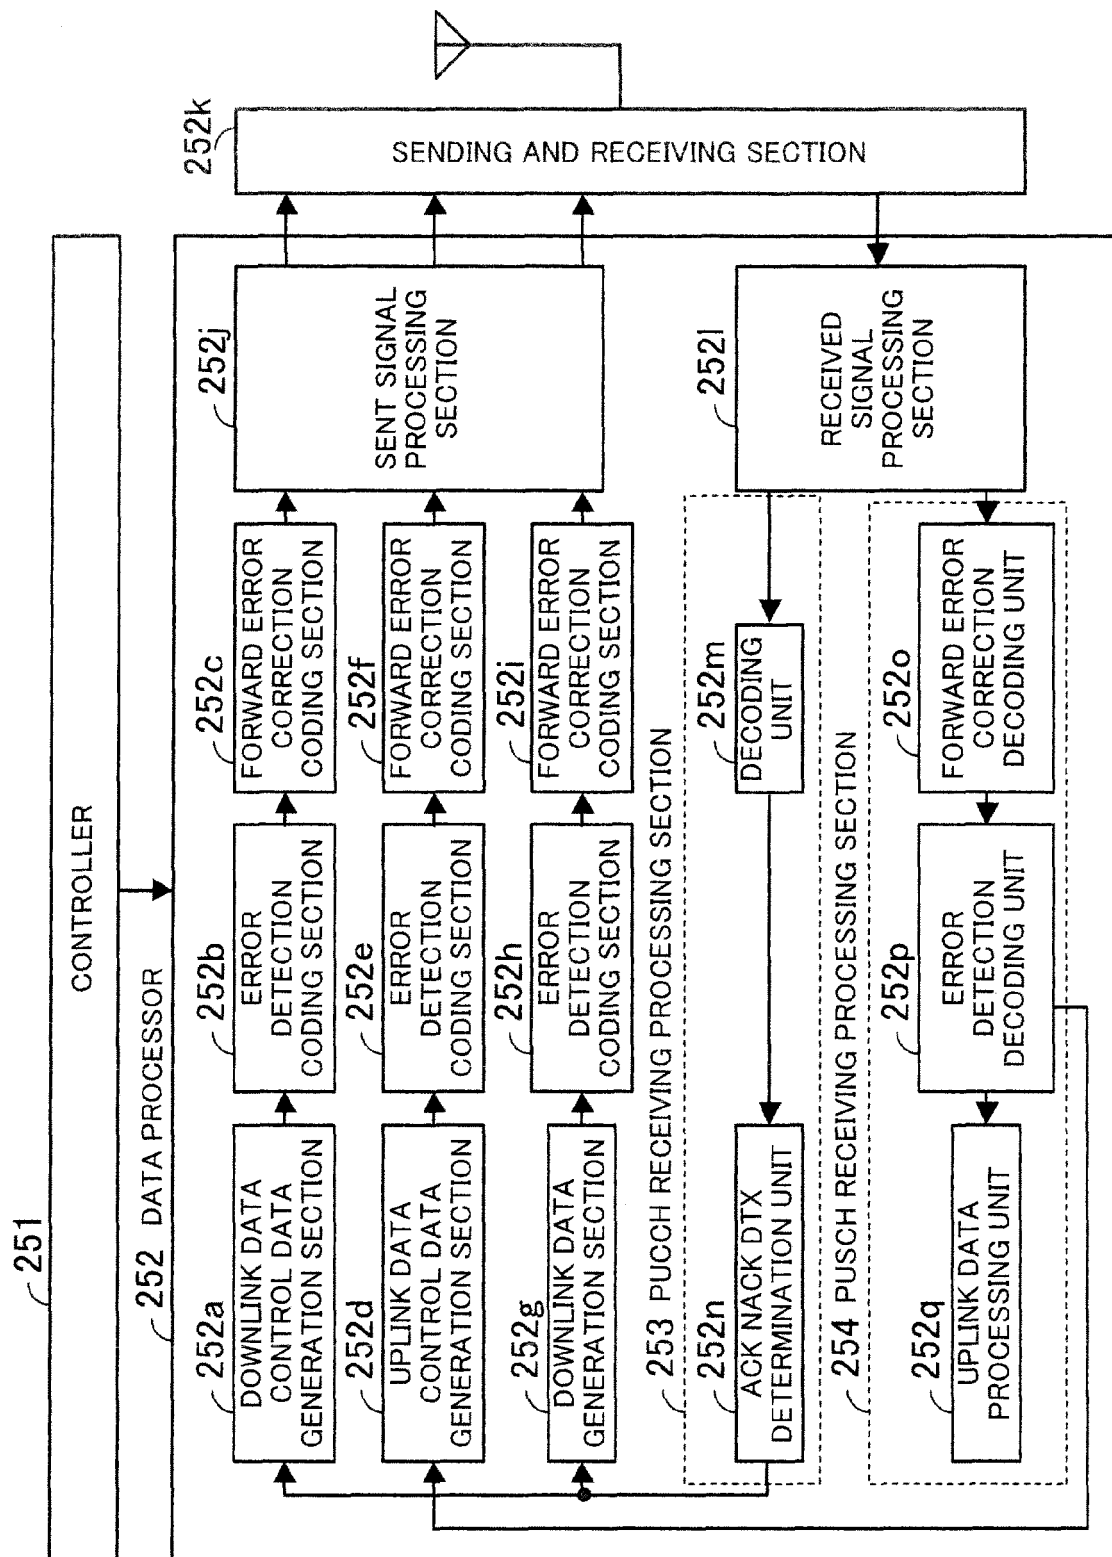 251
CONTROLLER
252 DATA PROCESSOR
252a
DOWNLINK DATA
CONTROL DATA
GENERATION SECTION
252b
ERROR
DETECTION
CODING SECTION
252c
FORWARD ERROR
CORRECTION
CODING SECTION
252d
UPLINK DATA
CONTROL DATA
GENERATION SECTION
252e
ERROR
DETECTION
CODING SECTION
252f
FORWARD ERROR
CORRECTION
CODING SECTION
252g
DOWNLINK DATA
GENERATION SECTION
252h
ERROR
DETECTION
CODING SECTION
252i
FORWARD ERROR
CORRECTION
CODING SECTION
252j
SENT SIGNAL
PROCESSING
SECTION
252k
SENDING AND RECEIVING SECTION
253 PUCCH RECEIVING PROCESSING SECTION
252n
ACK NACK DTX
DETERMINATION UNIT
252m
DECODING
UNIT
252l
RECEIVED
SIGNAL
PROCESSING
SECTION
254 PUSCH RECEIVING PROCESSING SECTION
252q
UPLINK DATA
PROCESSING UNIT
252p
ERROR
DETECTION
DECODING UNIT
252o
FORWARD ERROR
CORRECTION
DECODING UNIT